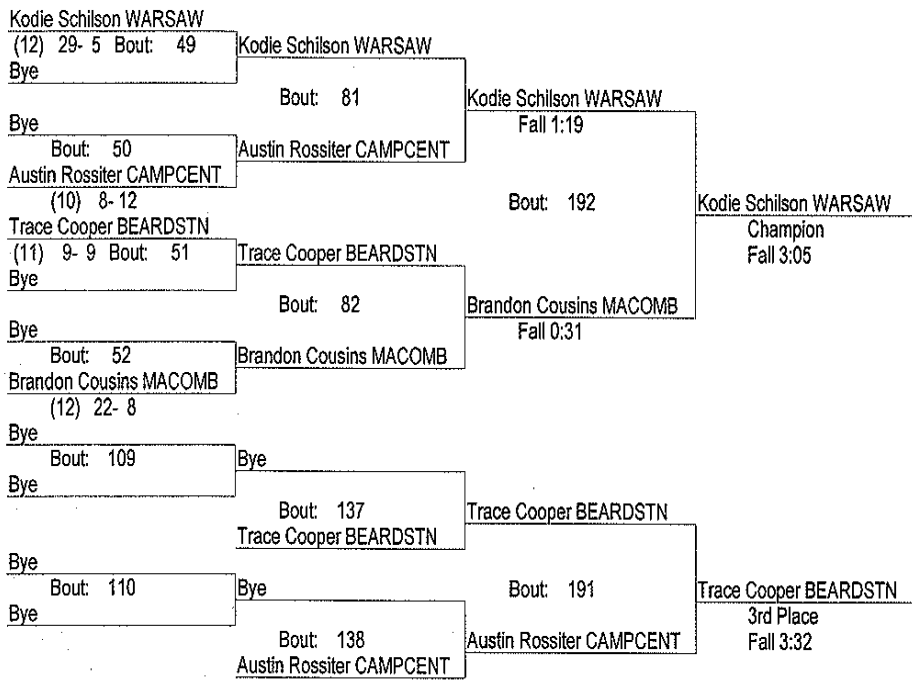 Kodie Schilson WARSAW
(12) 29- 5 Bout: 49
Bye
Kodie Schilson WARSAW
Bout: 81
Kodie Schilson WARSAW
Fall 1:19
Bye
Bout: 50
Austin Rossiter CAMPCENT
Austin Rossiter CAMPCENT
(10) 8- 12
Bout: 192
Kodie Schilson WARSAW
Champion
Fall 3:05
Trace Cooper BEARDSTN
(11) 9- 9 Bout: 51
Bye
Trace Cooper BEARDSTN
Bout: 82
Brandon Cousins MACOMB
Fall 0:31
Bye
Bout: 52
Brandon Cousins MACOMB
Brandon Cousins MACOMB
(12) 22- 8
Bye
Bout: 109
Bye
Bye
Bout: 137
Trace Cooper BEARDSTN
Trace Cooper BEARDSTN
Bye
Bout: 110
Bye
Bye
Bout: 191
Trace Cooper BEARDSTN
3rd Place
Fall 3:32
Bout: 138
Austin Rossiter CAMPCENT
Austin Rossiter CAMPCENT